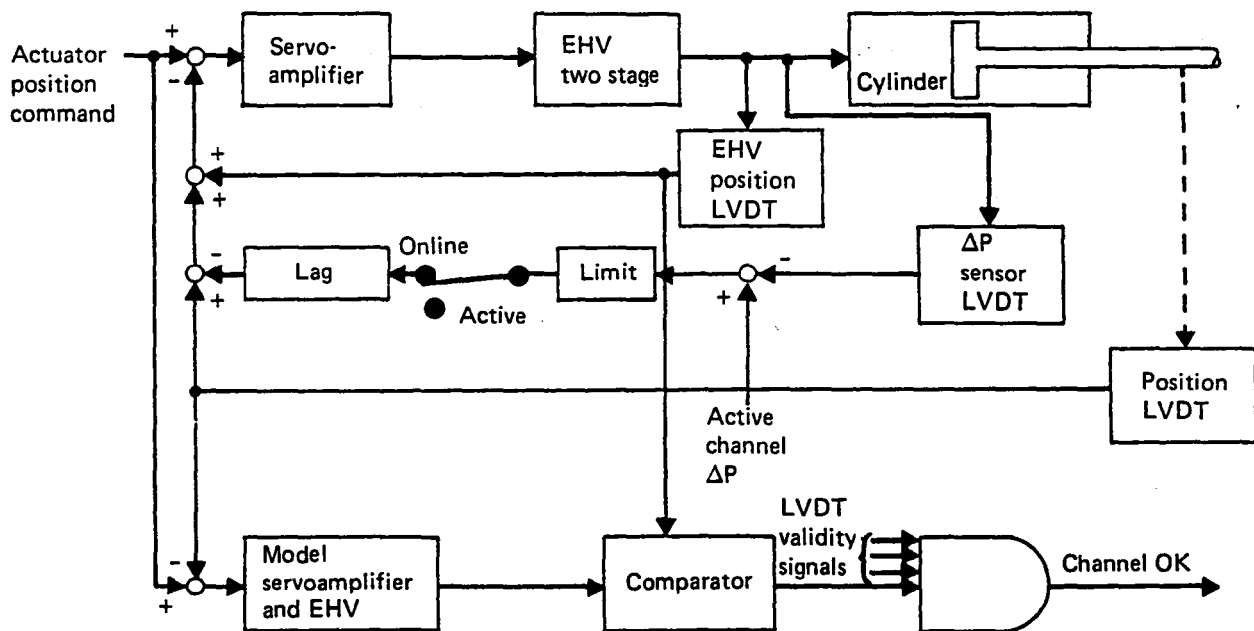 Actuator
position
command
+
-
Servo-
amplifier
EHV
two stage
Cylinder
EHV
position
LVDT
+
+
ΔP
sensor
LVDT
-
+
Lag
Online
Active
Limit
-
+
Active
channel
ΔP
Position
LVDT
-
+
Model
servoamplifier
and EHV
Comparator
LVDT
validity
signals
Channel OK